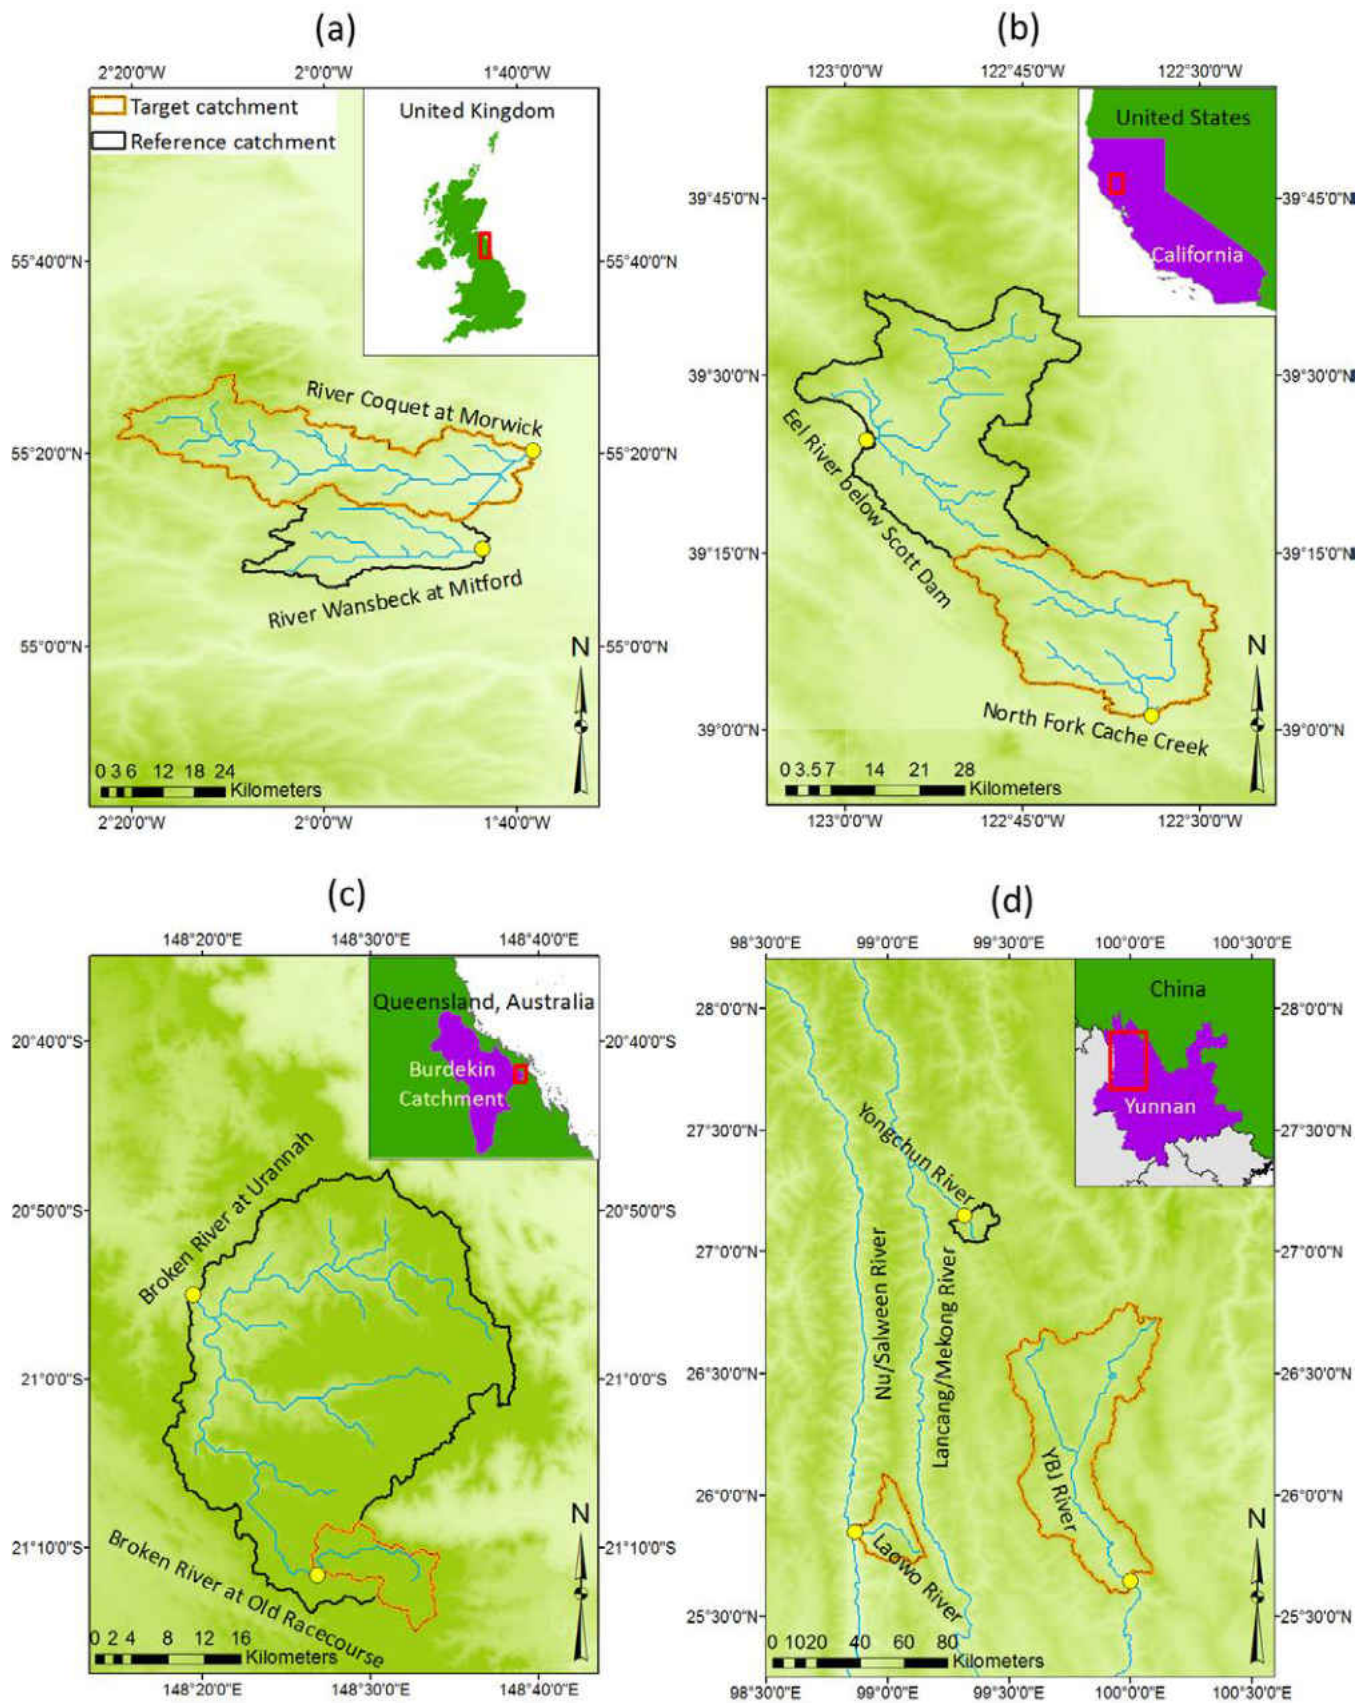 (a)
2°20'0"W 2°0'0"W 1°40'0"W
Target catchment
Reference catchment
United Kingdom
55°40'0"N 55°40'0"N
River Coquet at Morwick
55°20'0"N 55°20'0"N
River Wansbeck at Mitford
55°0'0"N 55°0'0"N
N
0 3 6 12 18 24
Kilometers
2°20'0"W 2°0'0"W 1°40'0"W
(b)
123°0'0"W 122°45'0"W 122°30'0"W
United States
39°45'0"N 39°45'0"N
California
39°30'0"N 39°30'0"N
Eel River below Scott Dam
39°15'0"N 39°15'0"N
N
North Fork Cache Creek
39°0'0"N 39°0'0"N
0 3.5 7 14 21 28
Kilometers
123°0'0"W 122°45'0"W 122°30'0"W
(c)
148°20'0"E 148°30'0"E 148°40'0"E
Queensland, Australia
20°40'0"S 20°40'0"S
Burdekin
Catchment
Broken River at Urannah
20°50'0"S 20°50'0"S
21°0'0"S 21°0'0"S
N
21°10'0"S 21°10'0"S
Broken River at Old Racecourse
0 2 4 8 12 16
Kilometers
148°20'0"E 148°30'0"E 148°40'0"E
(d)
98°30'0"E 99°0'0"E 99°30'0"E 100°0'0"E 100°30'0"E
China
28°0'0"N 28°0'0"N
Yunnan
27°30'0"N 27°30'0"N
Yongchun River
27°0'0"N 27°0'0"N
Nu/Salween River
Lancang/Mekong River
26°30'0"N 26°30'0"N
YBJ River
26°0'0"N 26°0'0"N
N
Laowo River
25°30'0"N 25°30'0"N
0 10 20 40 60 80
Kilometers
98°30'0"E 99°0'0"E 99°30'0"E 100°0'0"E 100°30'0"E